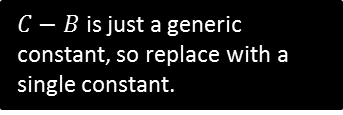 C − B is just a generic
constant, so replace with a
single constant.